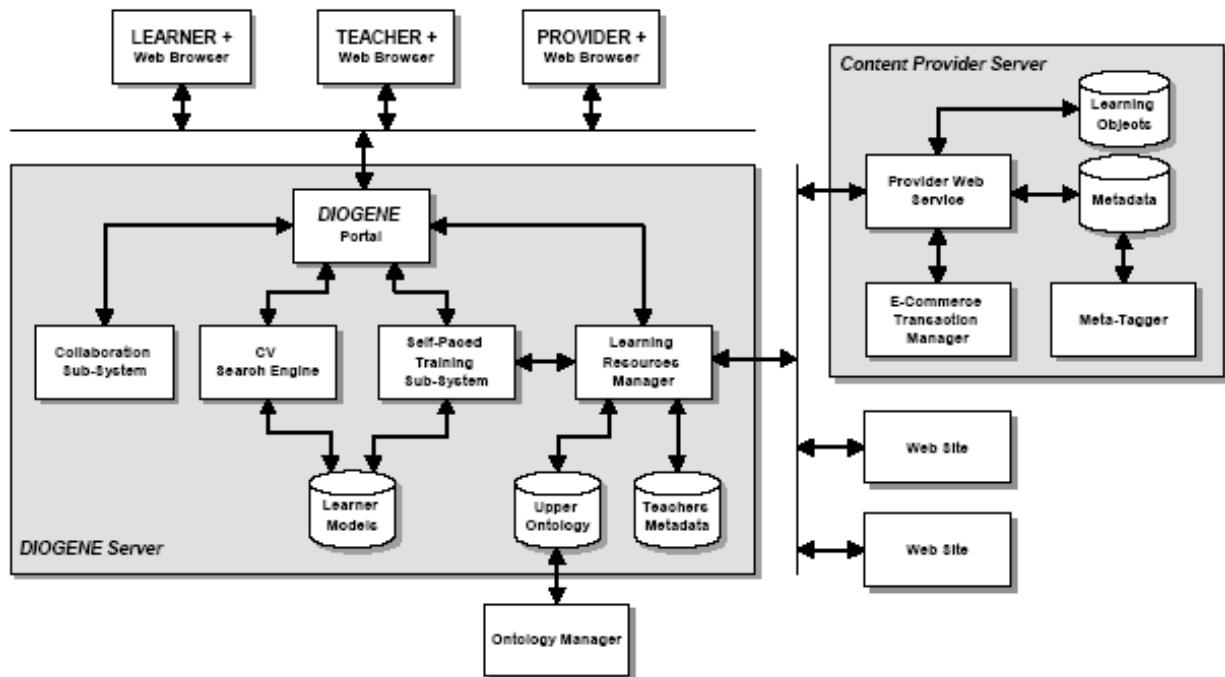 LEARNER +
Web Browser
TEACHER +
Web Browser
PROVIDER +
Web Browser
Content Provider Server
Learning
Objects
Provider Web
Service
Metadata
E-Commerce
Transaction
Manager
Meta-Tagger
DIOGENE
Portal
Collaboration
Sub-System
CV
Search Engine
Self-Paced
Training
Sub-System
Learning
Resources
Manager
Learner
Models
Upper
Ontology
Teachers
Metadata
DIOGENE Server
Web Site
Web Site
Ontology Manager